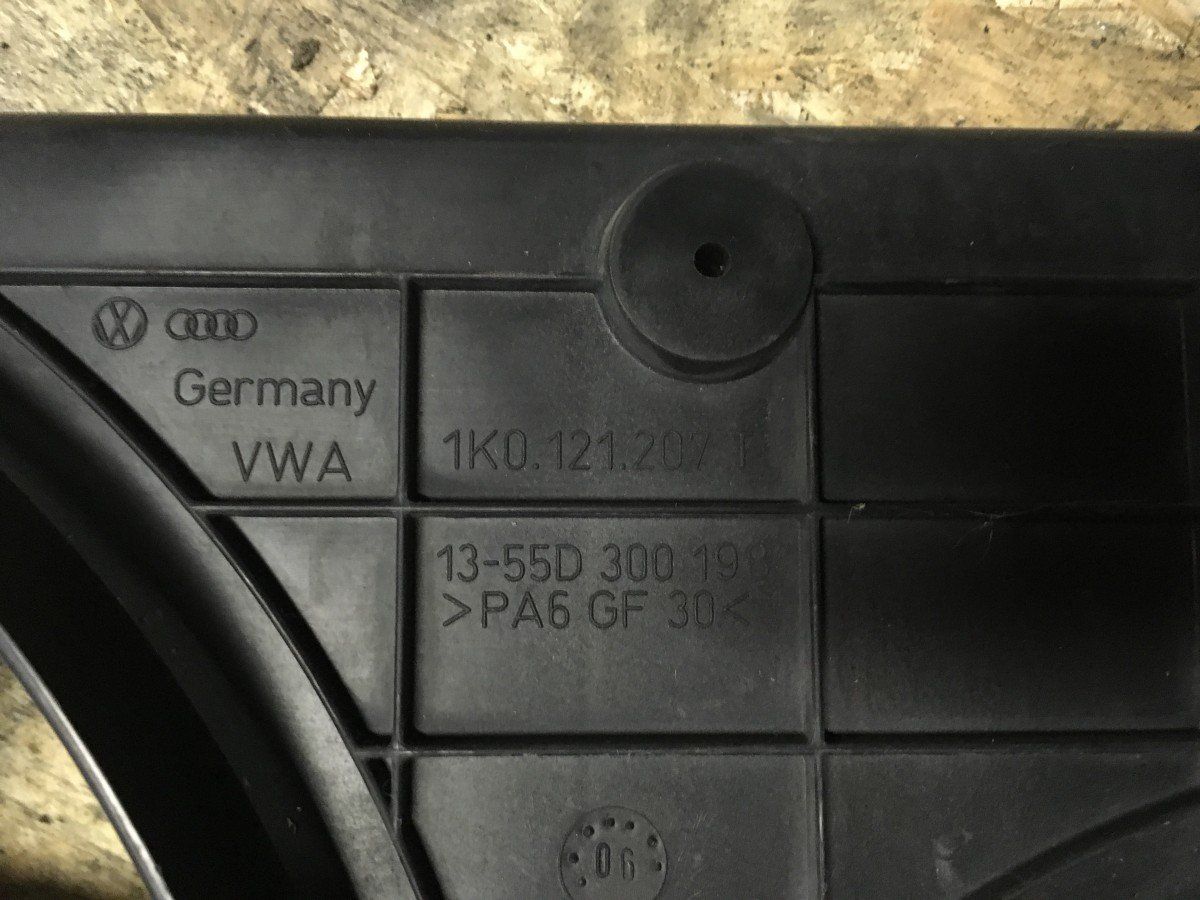 Germany
VWA
1K0.121.207 T
13-55D 300
>PA6 GF 30<
06